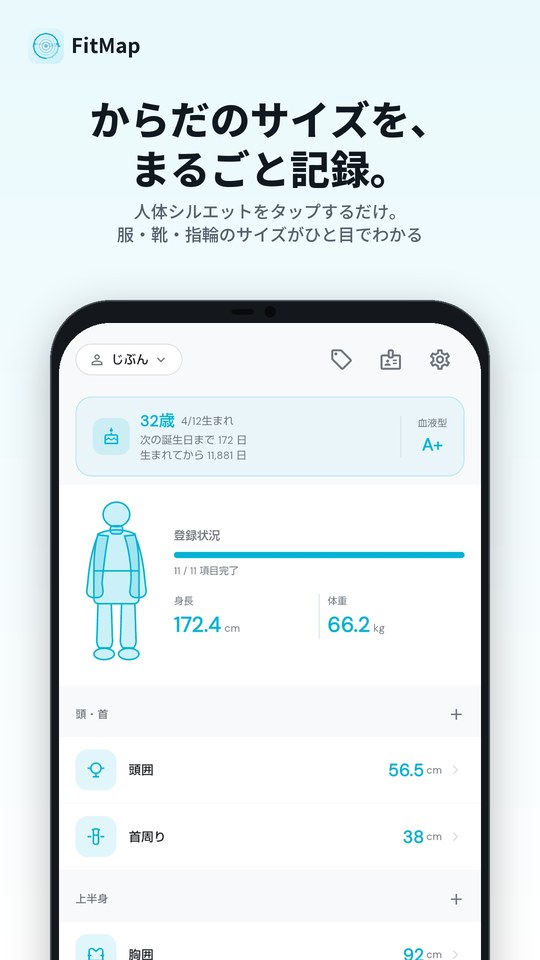 FitMap
からだのサイズを、
まるごと記録。
人体シルエットをタップするだけ。
服・靴・指輪のサイズがひと目でわかる
じぶん
32歳 4/12生まれ
次の誕生日まで 172 日
生まれてから 11,881 日
血液型
A+
登録状況
11 / 11 項目完了
身長
172.4 cm
体重
66.2 kg
頭・首
頭囲 56.5 cm
首周り 38 cm
上半身
胸囲 92 cm